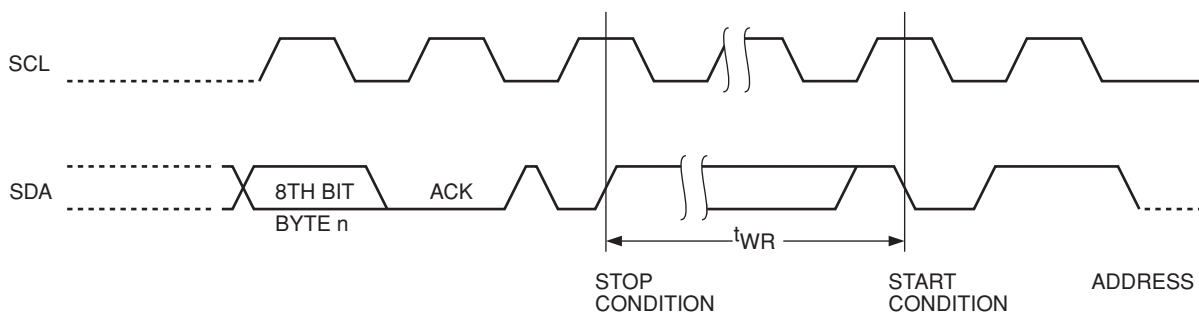 SCL
SDA
8TH BIT
ACK
BYTE n
tWR
STOP
CONDITION
START
CONDITION
ADDRESS